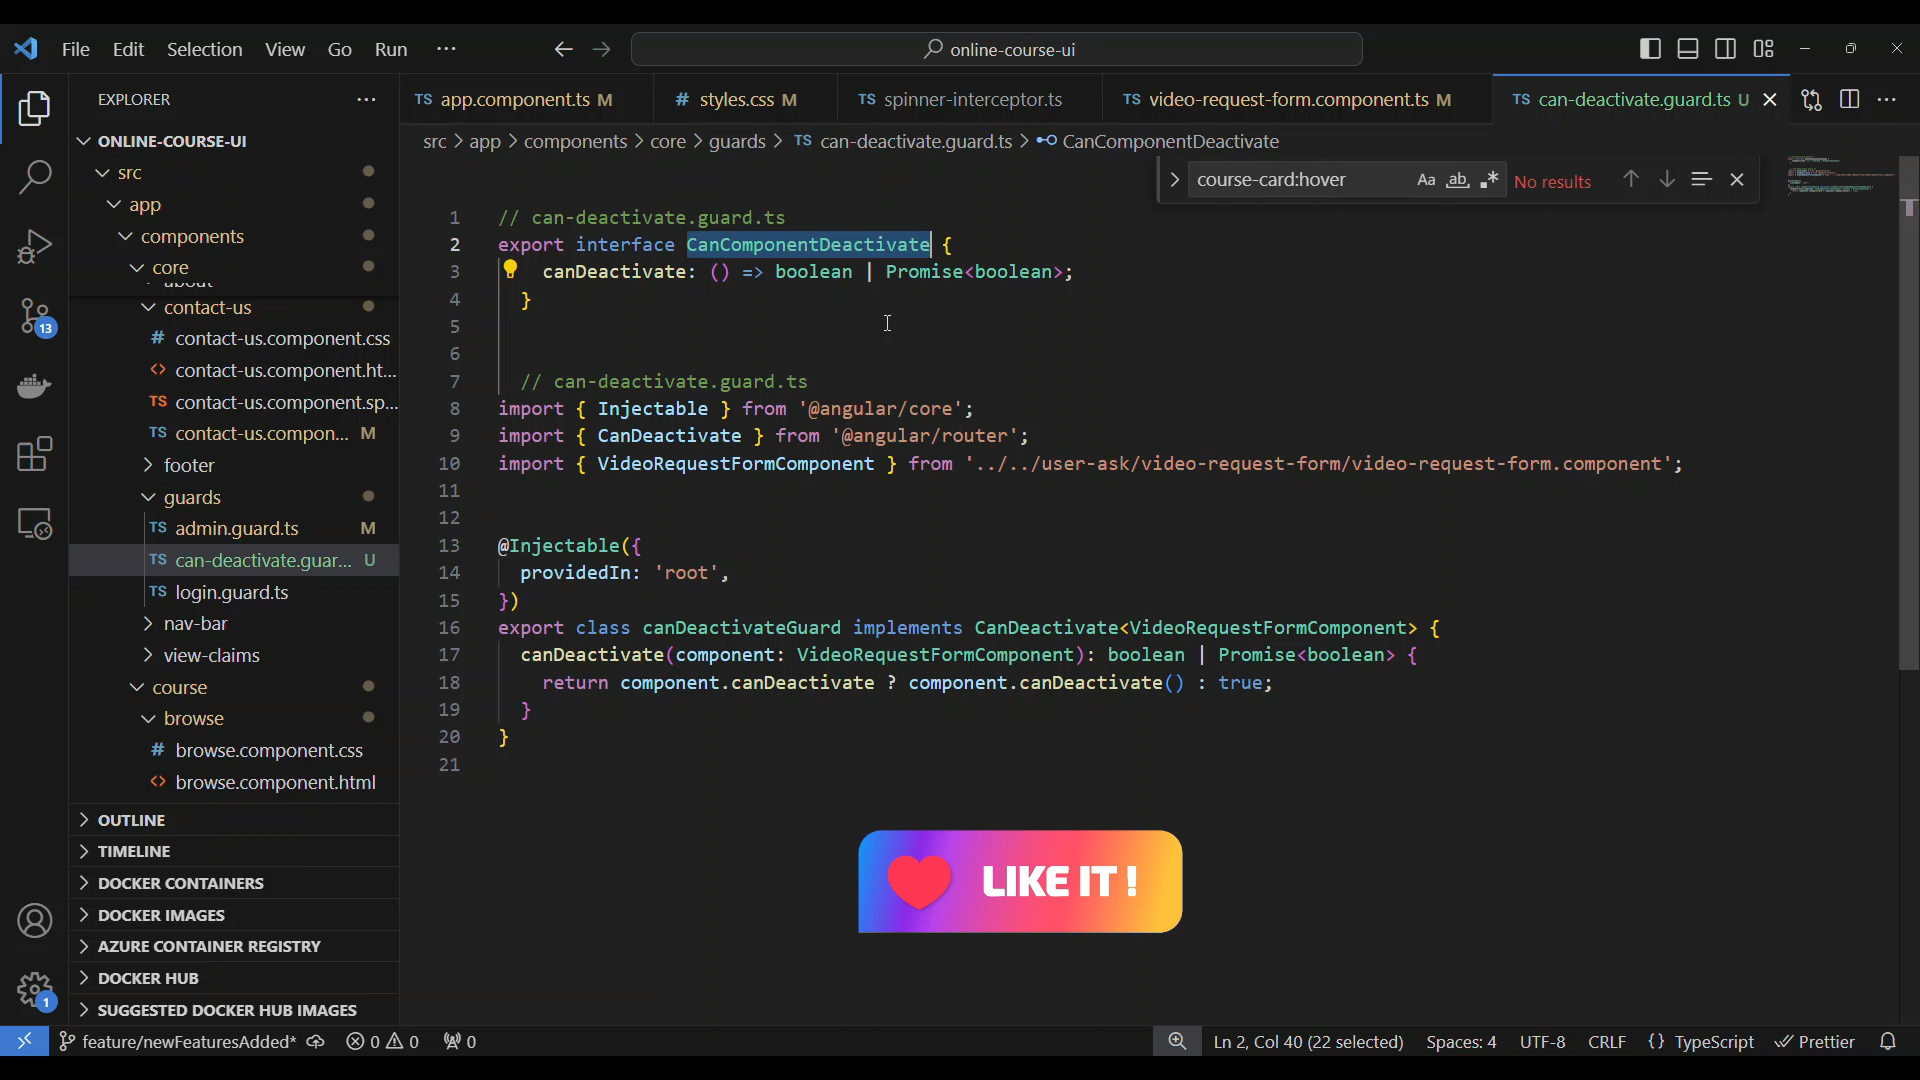 File Edit Selection View Go Run ···
online-course-ui
EXPLORER
ONLINE-COURSE-UI
src
app
components
core
about
contact-us
# contact-us.component.css
<> contact-us.component.ht...
TS contact-us.component.sp...
TS contact-us.compon... M
footer
guards
TS admin.guard.ts M
TS can-deactivate.guar... U
TS login.guard.ts
nav-bar
view-claims
course
browse
# browse.component.css
<> browse.component.html
OUTLINE
TIMELINE
DOCKER CONTAINERS
DOCKER IMAGES
AZURE CONTAINER REGISTRY
DOCKER HUB
SUGGESTED DOCKER HUB IMAGES
13
1
TS app.component.ts M
# styles.css M
TS spinner-interceptor.ts
TS video-request-form.component.ts M
TS can-deactivate.guard.ts U
src > app > components > core > guards > TS can-deactivate.guard.ts > CanComponentDeactivate
course-card:hover Aa ab .* No results
1 // can-deactivate.guard.ts
2 export interface CanComponentDeactivate {
3 canDeactivate: () => boolean | Promise<boolean>;
4 }
5
6
7 // can-deactivate.guard.ts
8 import { Injectable } from '@angular/core';
9 import { CanDeactivate } from '@angular/router';
10 import { VideoRequestFormComponent } from '../../user-ask/video-request-form/video-request-form.component';
11
12
13 @Injectable({
14 providedIn: 'root',
15 })
16 export class canDeactivateGuard implements CanDeactivate<VideoRequestFormComponent> {
17 canDeactivate(component: VideoRequestFormComponent): boolean | Promise<boolean> {
18 return component.canDeactivate ? component.canDeactivate() : true;
19 }
20 }
21
LIKE IT !
feature/newFeaturesAdded* 0 0 0
Ln 2, Col 40 (22 selected) Spaces: 4 UTF-8 CRLF {} TypeScript Prettier